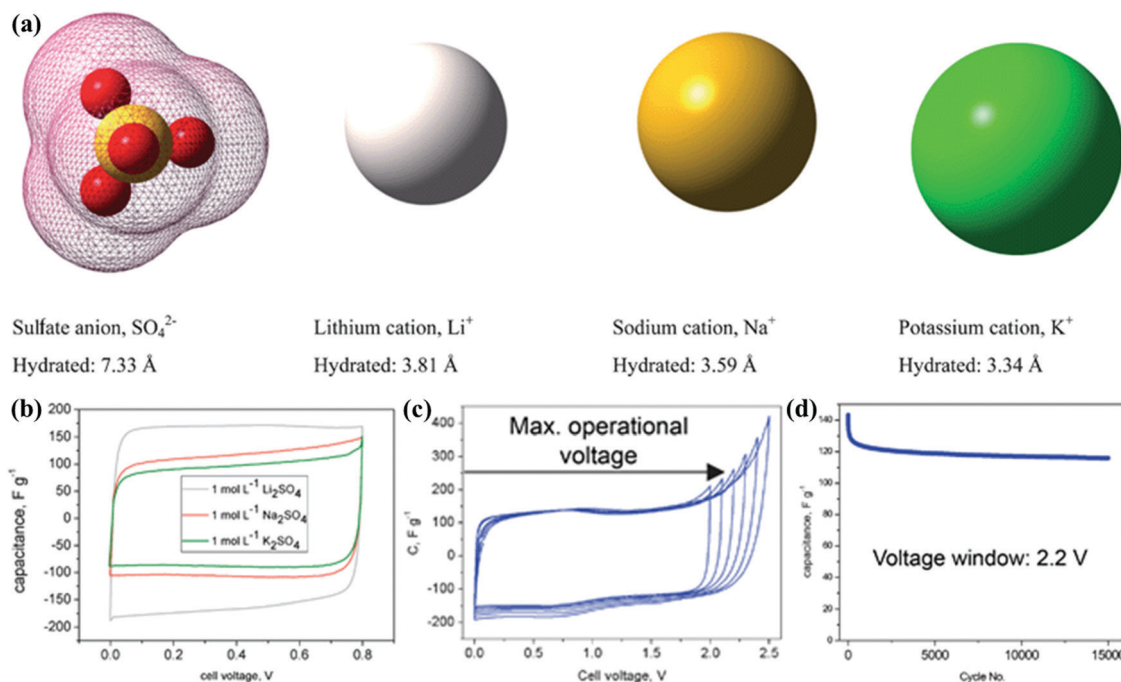 (a)
Sulfate anion, SO₄²⁻
Hydrated: 7.33 Å
Lithium cation, Li⁺
Hydrated: 3.81 Å
Sodium cation, Na⁺
Hydrated: 3.59 Å
Potassium cation, K⁺
Hydrated: 3.34 Å
(b)
200
150
100
50
0
-50
-100
-150
-200
capacitance, F g⁻¹
1 mol L⁻¹ Li₂SO₄
1 mol L⁻¹ Na₂SO₄
1 mol L⁻¹ K₂SO₄
0.0 0.2 0.4 0.6 0.8
cell voltage, V
(c)
400
300
200
100
0
-100
-200
C, F g⁻¹
Max. operational
voltage
0.0 0.5 1.0 1.5 2.0 2.5
Cell voltage, V
(d)
140
120
100
80
60
40
20
0
capacitance, F g⁻¹
Voltage window: 2.2 V
0 5000 10000 15000
Cycle No.